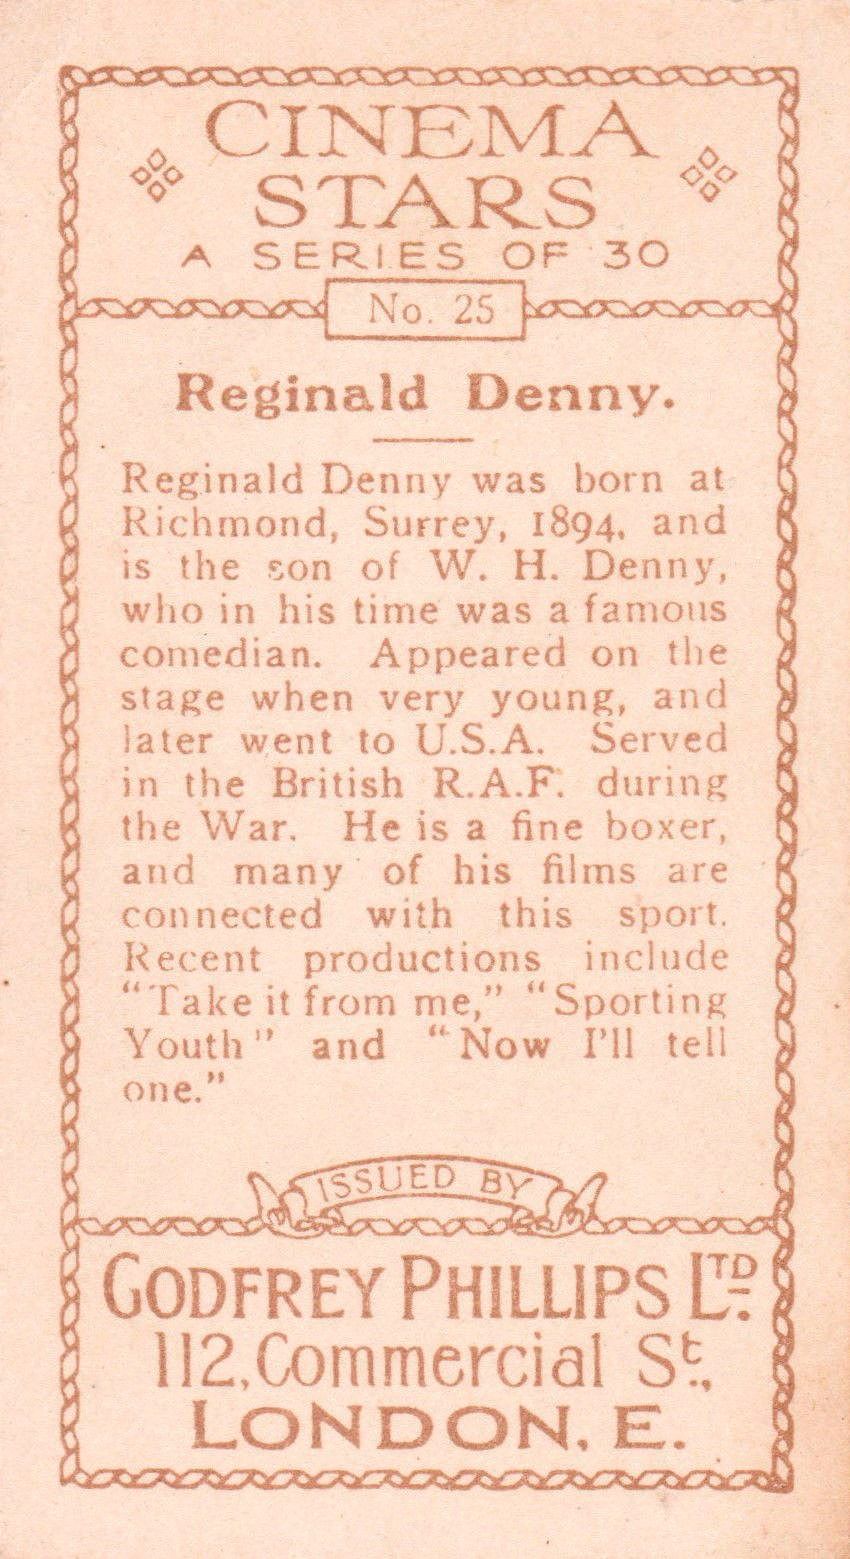 CINEMA
STARS
A SERIES OF 30
No. 25
Reginald Denny.
Reginald Denny was born at
Richmond, Surrey, 1894, and
is the son of W. H. Denny,
who in his time was a famous
comedian. Appeared on the
stage when very young, and
later went to U.S.A. Served
in the British R.A.F. during
the War. He is a fine boxer,
and many of his films are
connected with this sport.
Recent productions include
"Take it from me," "Sporting
Youth" and "Now I'll tell
one."
ISSUED BY
GODFREY PHILLIPS LTD.
112, Commercial St.,
LONDON, E.